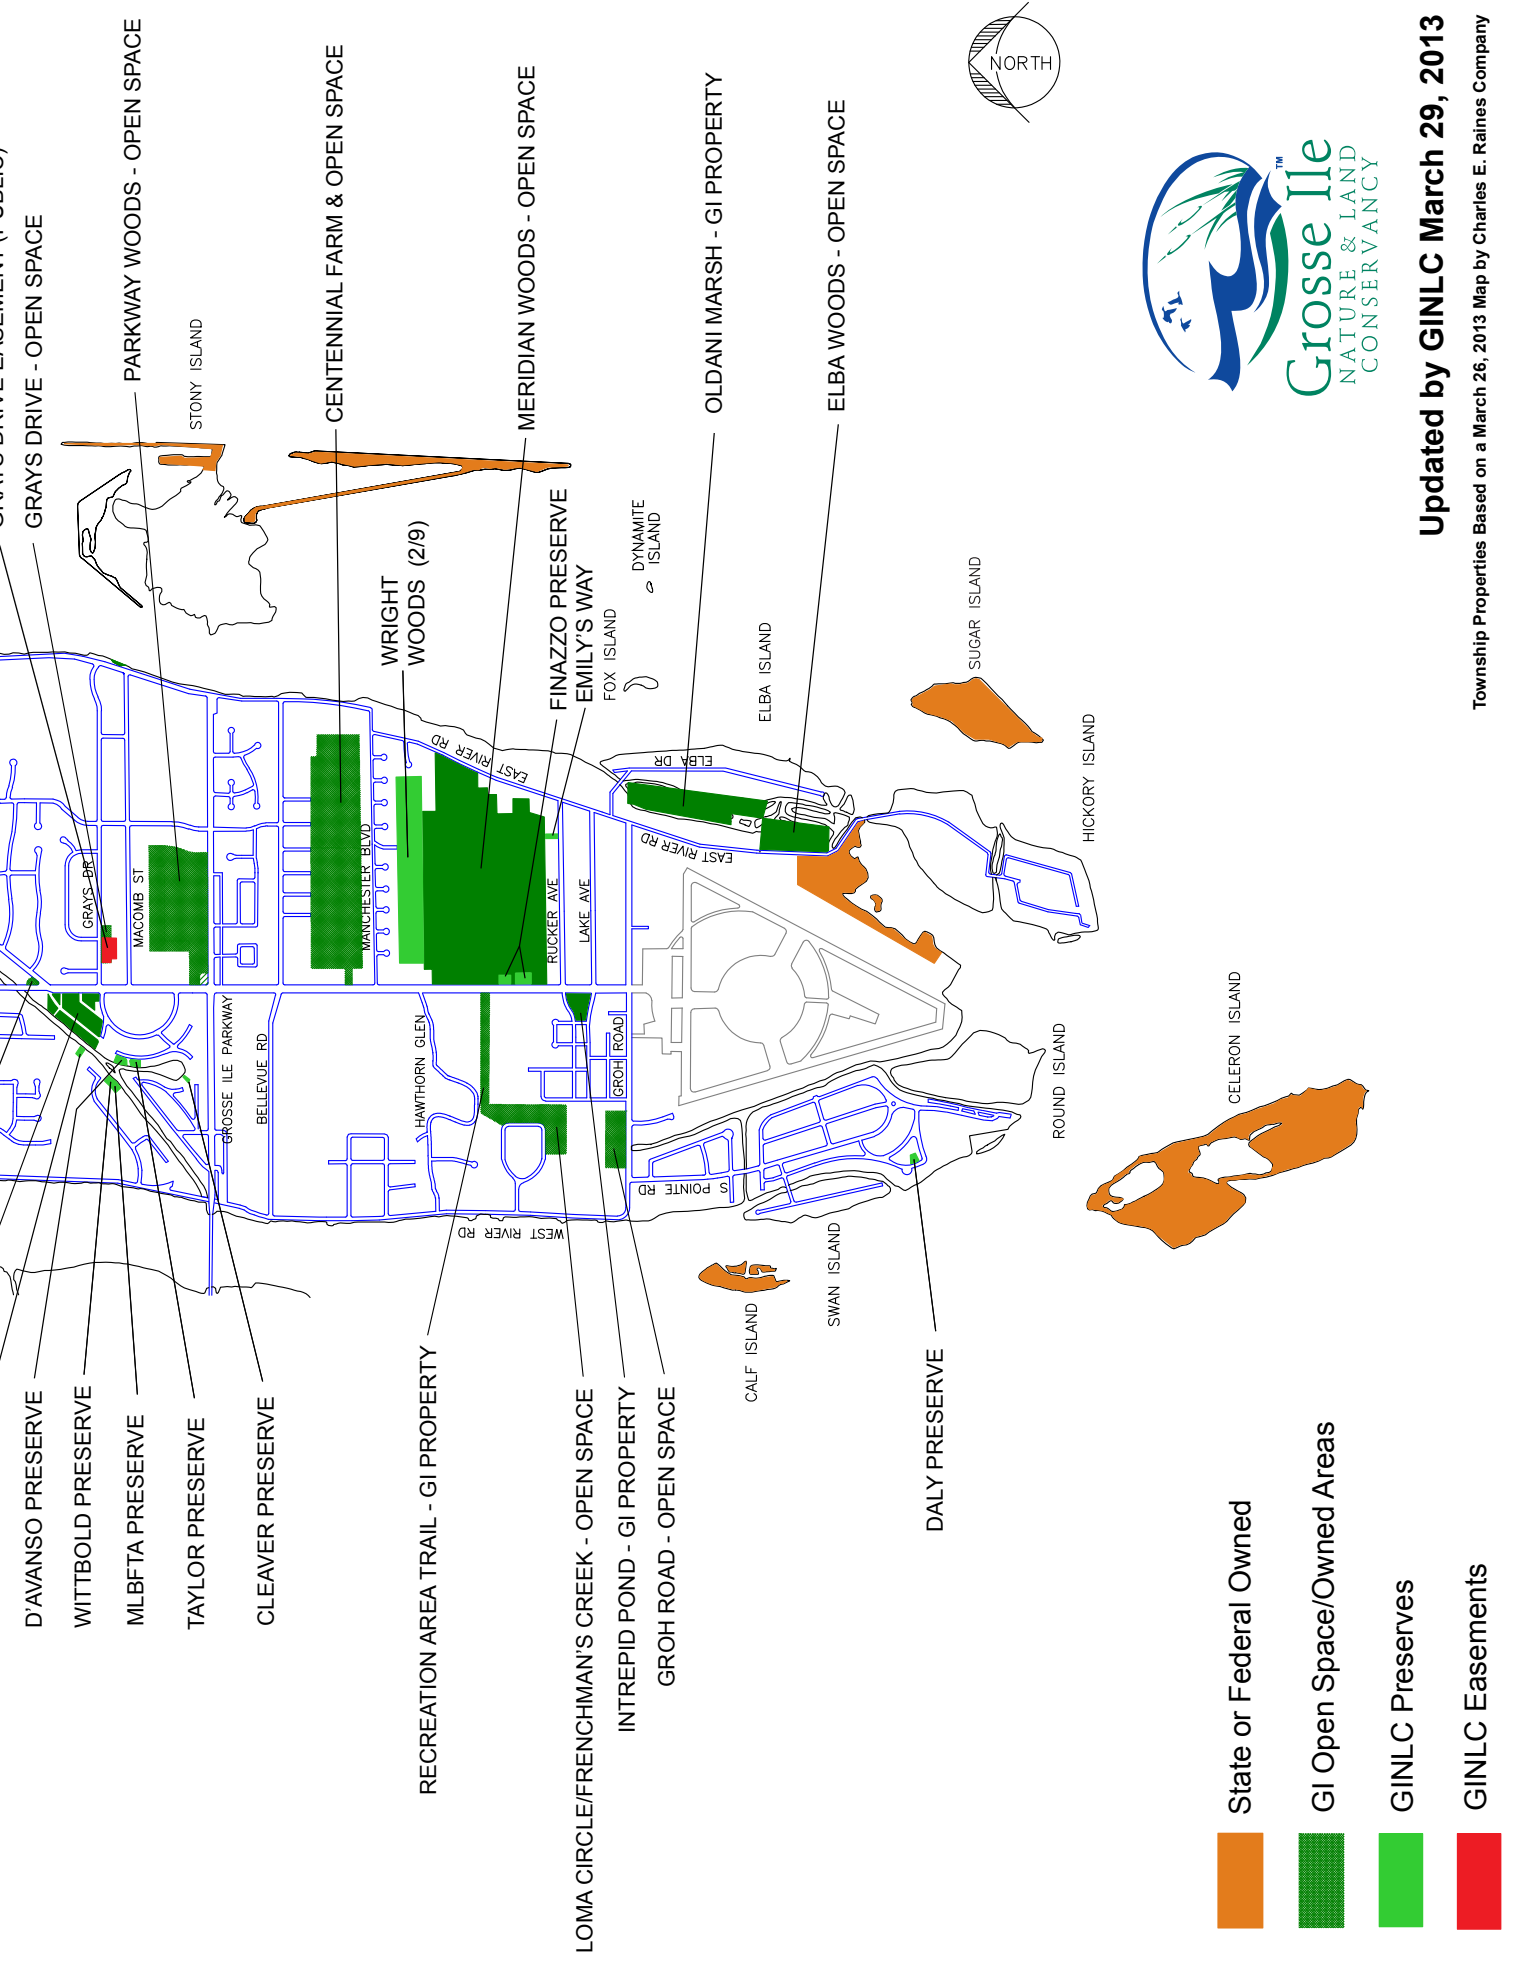 GRAYS DRIVE - OPEN SPACE
PARKWAY WOODS - OPEN SPACE
STONY ISLAND
CENTENNIAL FARM & OPEN SPACE
WRIGHT
WOODS (2/9)
MERIDIAN WOODS - OPEN SPACE
FINAZZO PRESERVE
EMILY'S WAY
FOX ISLAND
DYNAMITE
ISLAND
OLDANI MARSH - GI PROPERTY
ELBA ISLAND
ELBA WOODS - OPEN SPACE
SUGAR ISLAND
NORTH
HICKORY ISLAND
Grosse Ile
NATURE & LAND
CONSERVANCY
TM
Updated by GINLC March 29, 2013
Township Properties Based on a March 26, 2013 Map by Charles E. Raines Company
GRAYS DR
MACOMB ST
MANCHESTER BLVD
EAST RIVER RD
ELBA DR
EAST RIVER RD
RUCKER AVE
LAKE AVE
GROSSE ILE PARKWAY
BELLEVUE RD
HAWTHORN GLEN
GROH ROAD
WEST RIVER RD
S POINTE RD
ROUND ISLAND
CELERON ISLAND
SWAN ISLAND
CALF ISLAND
D'AVANSO PRESERVE
WITTBOLD PRESERVE
MLBFTA PRESERVE
TAYLOR PRESERVE
CLEAVER PRESERVE
RECREATION AREA TRAIL - GI PROPERTY
LOMA CIRCLE/FRENCHMAN'S CREEK - OPEN SPACE
INTREPID POND - GI PROPERTY
GROH ROAD - OPEN SPACE
DALY PRESERVE
State or Federal Owned
GI Open Space/Owned Areas
GINLC Preserves
GINLC Easements